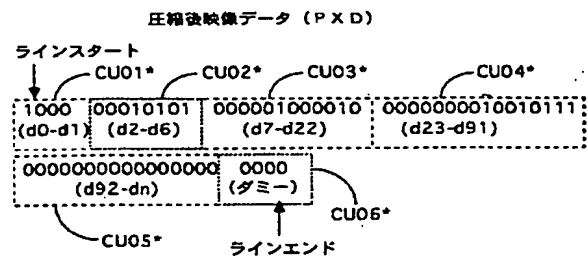 圧縮後映像データ (PXD)
ラインスタート
CU01* CU02* CU03* CU04*
1000 00010101 000001000010 0000000010010111
(d0-d1) (d2-d6) (d7-d22) (d23-d91)
0000000000000000 0000
(d92-dn) (ダミー)
CU06*
CU05*
ラインエンド